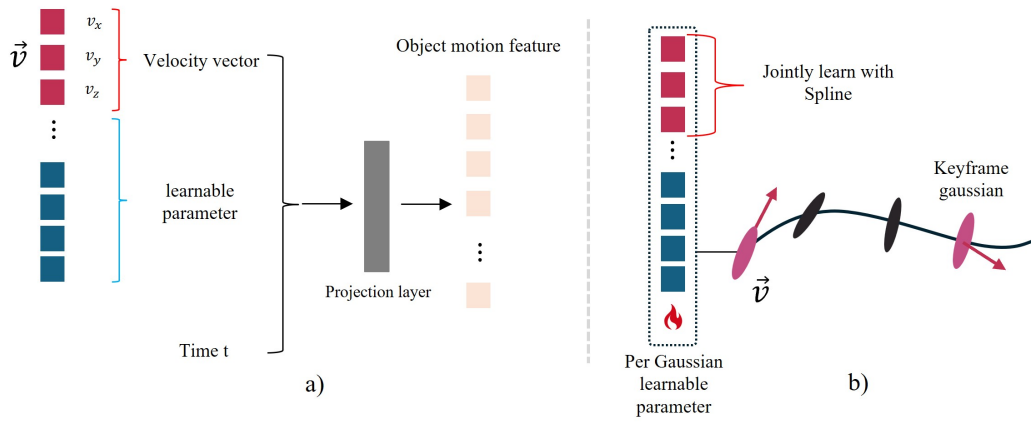 v⃗
vₓ
v_y
v_z
Velocity vector
⋮
learnable
parameter
Time t
Projection layer
Object motion feature
⋮
a)
Jointly learn with
Spline
⋮
Keyframe
gaussian
v⃗
Per Gaussian
learnable
parameter
b)